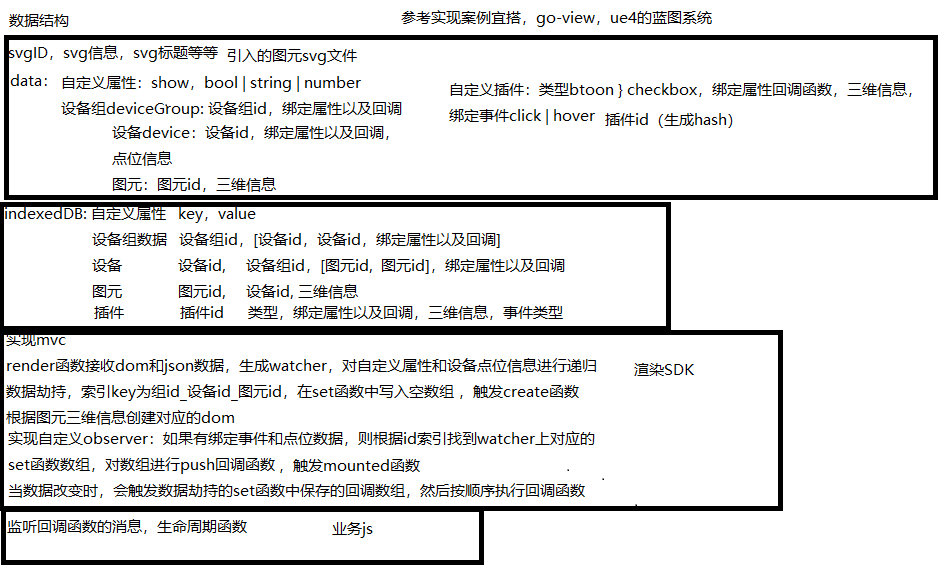 数据结构
参考实现案例宜搭，go-view，ue4的蓝图系统
svgID，svg信息，svg标题等等 引入的图元svg文件
data： 自定义属性：show，bool | string | number
设备组deviceGroup: 设备组id，绑定属性以及回调
设备device：设备id，绑定属性以及回调，
点位信息
图元：图元id，三维信息
自定义插件：类型btoon } checkbox，绑定属性回调函数，三维信息，
绑定事件click | hover 插件id（生成hash）
indexedDB: 自定义属性 key，value
设备组数据 设备组id，[设备id，设备id，绑定属性以及回调]
设备 设备id, 设备组id，[图元id, 图元id]，绑定属性以及回调
图元 图元id, 设备id, 三维信息
插件 插件id 类型，绑定属性以及回调，三维信息，事件类型
实现mvc
render函数接收dom和json数据，生成watcher，对自定义属性和设备点位信息进行递归
数据劫持，索引key为组id_设备id_图元id，在set函数中写入空数组 ，触发create函数
根据图元三维信息创建对应的dom
实现自定义observer：如果有绑定事件和点位数据，则根据id索引找到watcher上对应的
set函数数组，对数组进行push回调函数 ，触发mounted函数
当数据改变时，会触发数据劫持的set函数中保存的回调数组，然后按顺序执行回调函数
渲染SDK
监听回调函数的消息，生命周期函数
业务js